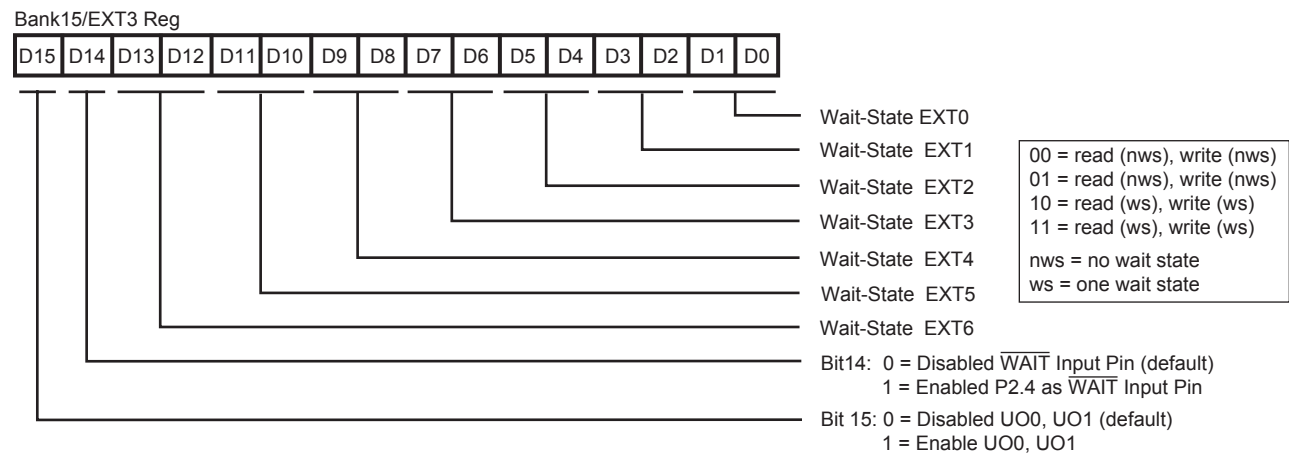 Bank15/EXT3 Reg
D15 D14 D13 D12 D11 D10 D9 D8 D7 D6 D5 D4 D3 D2 D1 D0
Wait-State EXT0
Wait-State EXT1
Wait-State EXT2
Wait-State EXT3
Wait-State EXT4
Wait-State EXT5
Wait-State EXT6
00 = read (nws), write (nws)
01 = read (nws), write (nws)
10 = read (ws), write (ws)
11 = read (ws), write (ws)
nws = no wait state
ws = one wait state
Bit14: 0 = Disabled WAIT Input Pin (default)
1 = Enabled P2.4 as WAIT Input Pin
Bit 15: 0 = Disabled UO0, UO1 (default)
1 = Enable UO0, UO1